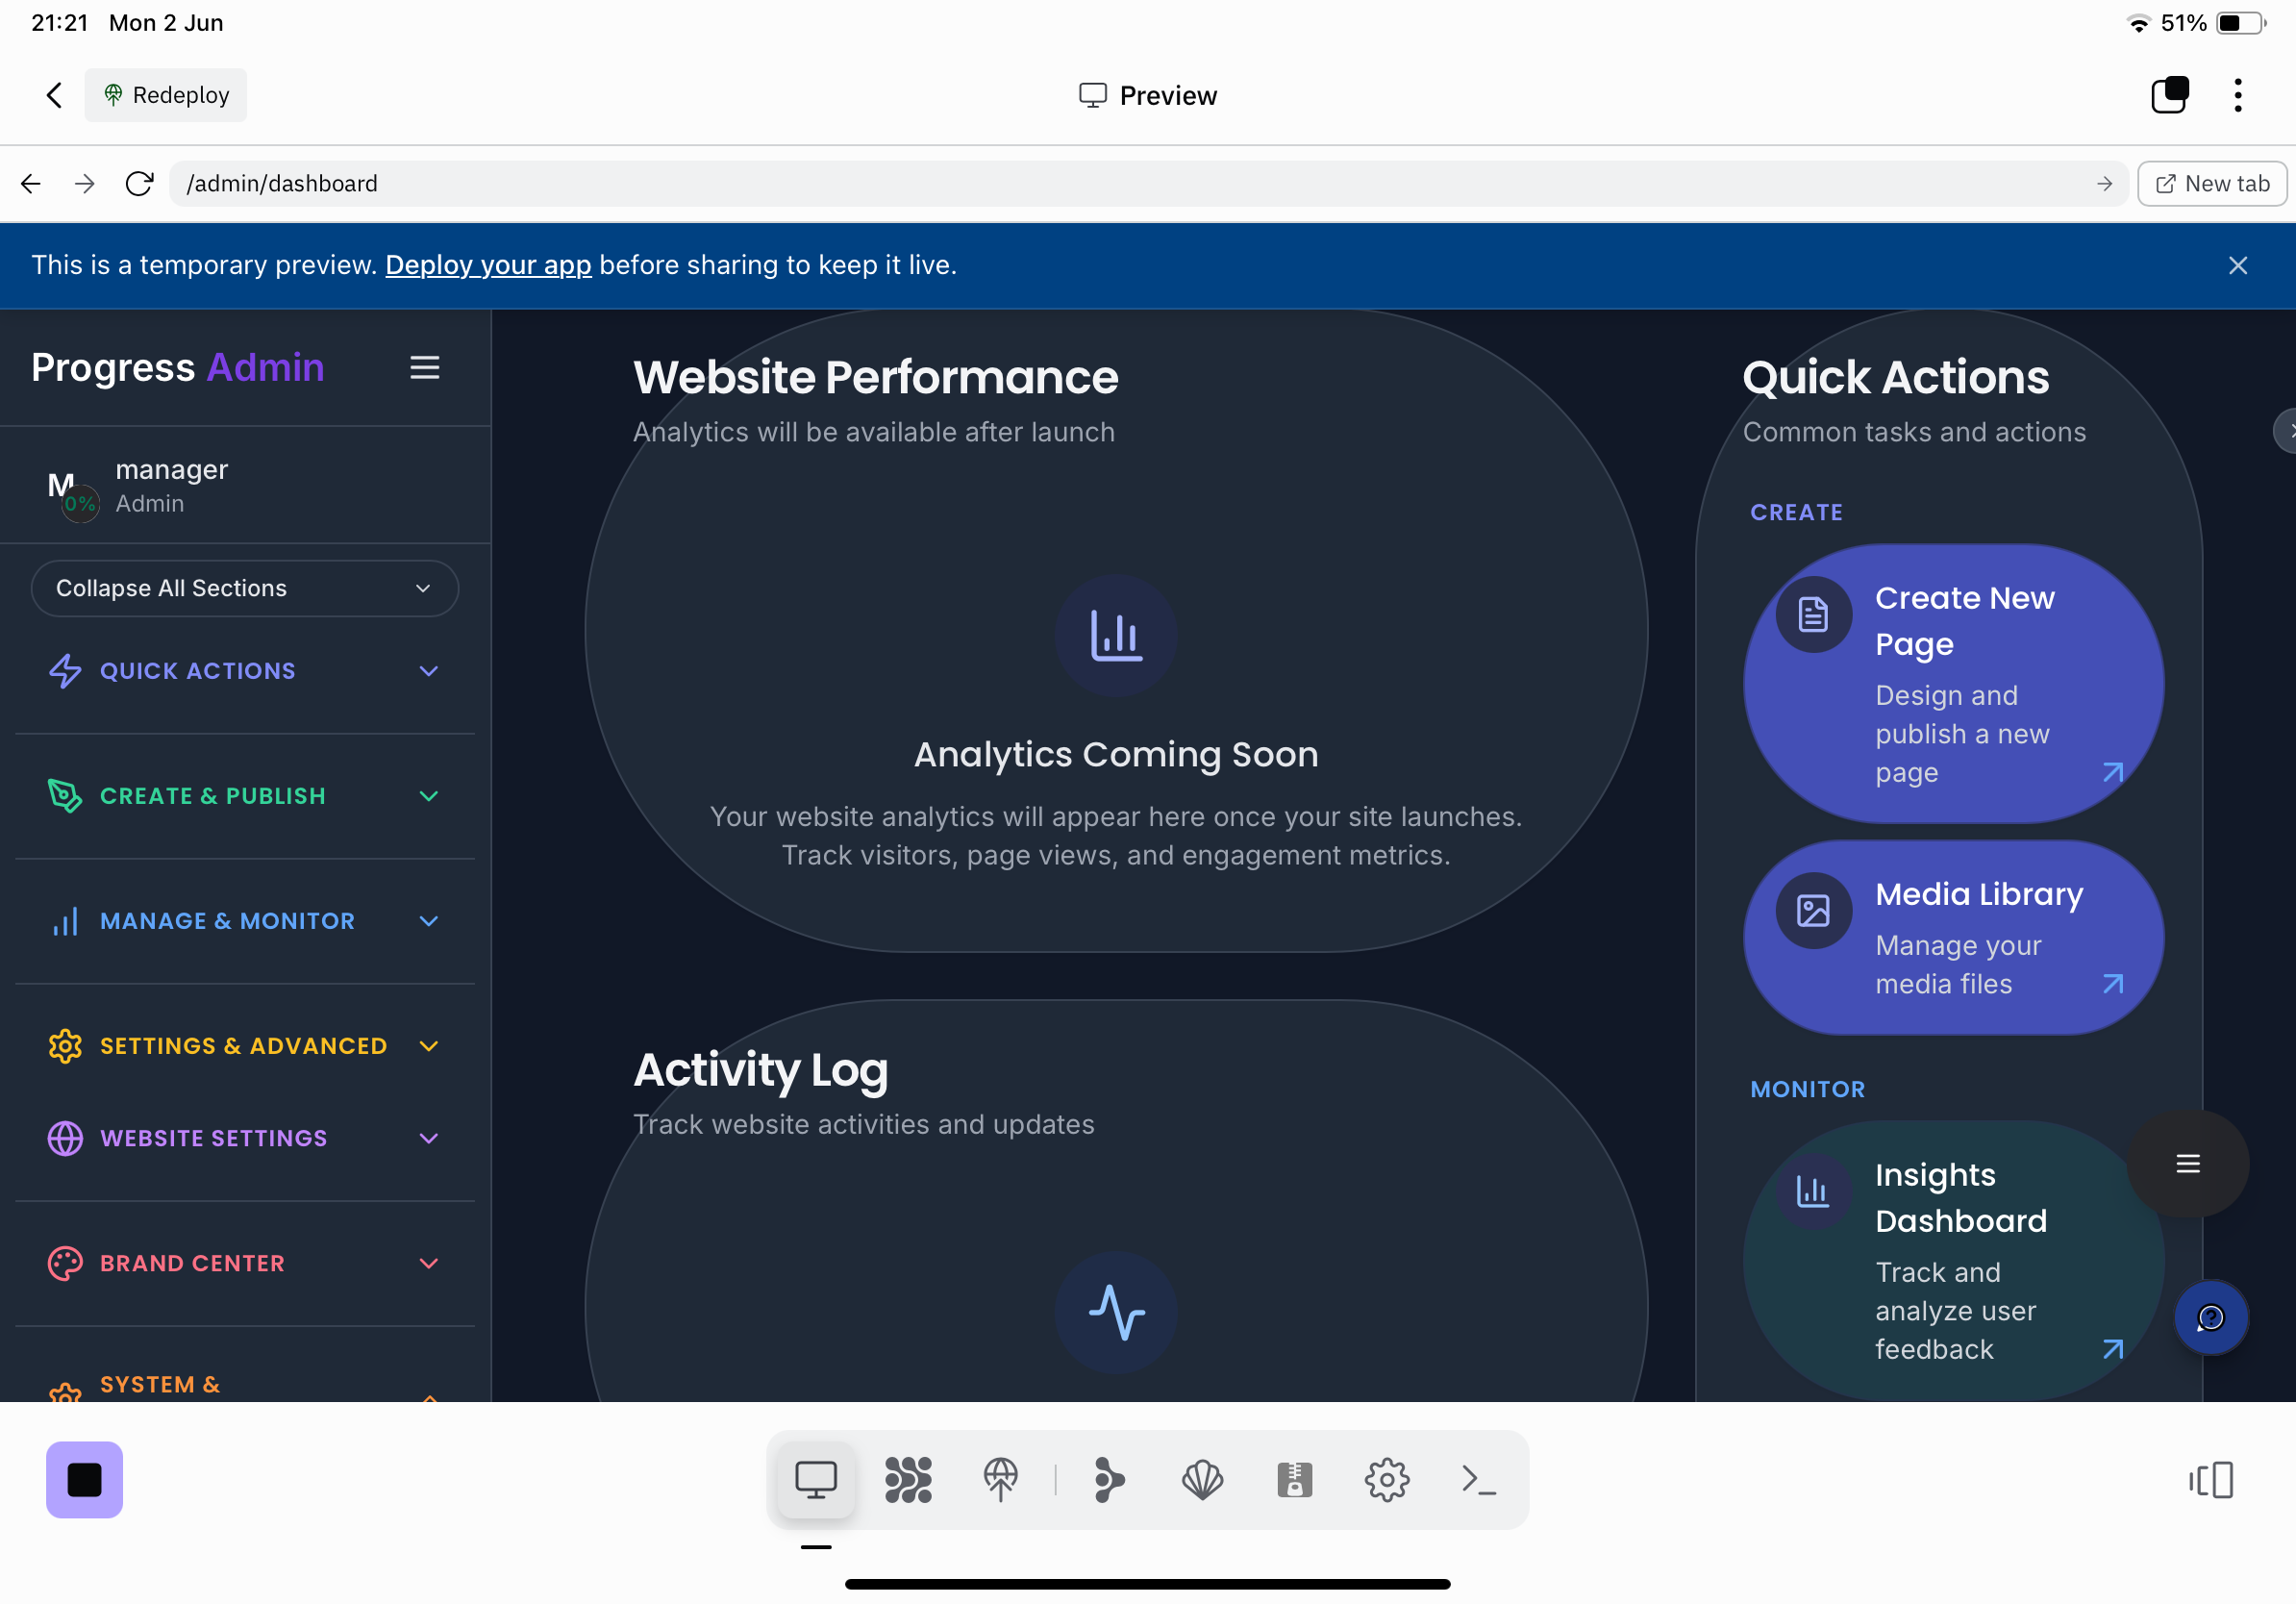 21:21 Mon 2 Jun
51%
Redeploy
Preview
/admin/dashboard
New tab
This is a temporary preview. Deploy your app before sharing to keep it live.
Progress Admin
M
0%
manager
Admin
Collapse All Sections
QUICK ACTIONS
CREATE & PUBLISH
MANAGE & MONITOR
SETTINGS & ADVANCED
WEBSITE SETTINGS
BRAND CENTER
SYSTEM &
Website Performance
Analytics will be available after launch
Analytics Coming Soon
Your website analytics will appear here once your site launches.
Track visitors, page views, and engagement metrics.
Activity Log
Track website activities and updates
Quick Actions
Common tasks and actions
CREATE
Create New
Page
Design and
publish a new
page
Media Library
Manage your
media files
MONITOR
Insights
Dashboard
Track and
analyze user
feedback